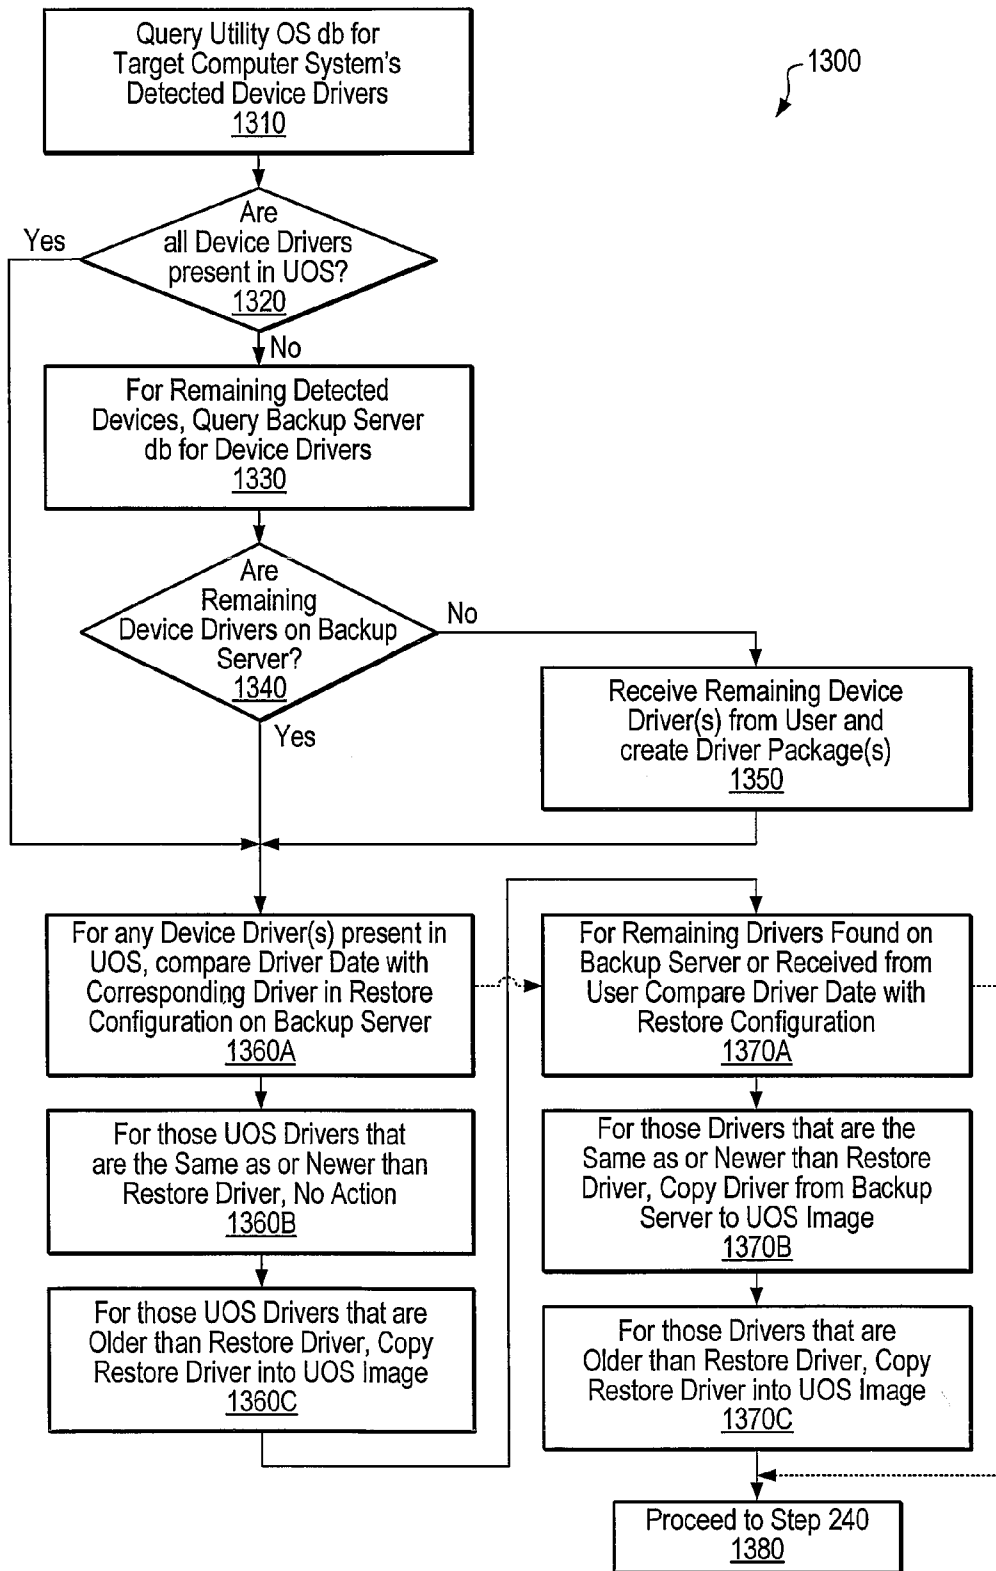 Query Utility OS db for
Target Computer System's
Detected Device Drivers
1310
1300
Are
all Device Drivers
present in UOS?
1320
Yes
No
For Remaining Detected
Devices, Query Backup Server
db for Device Drivers
1330
Are
Remaining
Device Drivers on Backup
Server?
1340
No
Yes
Receive Remaining Device
Driver(s) from User and
create Driver Package(s)
1350
For any Device Driver(s) present in
UOS, compare Driver Date with
Corresponding Driver in Restore
Configuration on Backup Server
1360A
For those UOS Drivers that
are the Same as or Newer than
Restore Driver, No Action
1360B
For those UOS Drivers that are
Older than Restore Driver, Copy
Restore Driver into UOS Image
1360C
For Remaining Drivers Found on
Backup Server or Received from
User Compare Driver Date with
Restore Configuration
1370A
For those Drivers that are the
Same as or Newer than Restore
Driver, Copy Driver from Backup
Server to UOS Image
1370B
For those Drivers that are
Older than Restore Driver, Copy
Restore Driver into UOS Image
1370C
Proceed to Step 240
1380